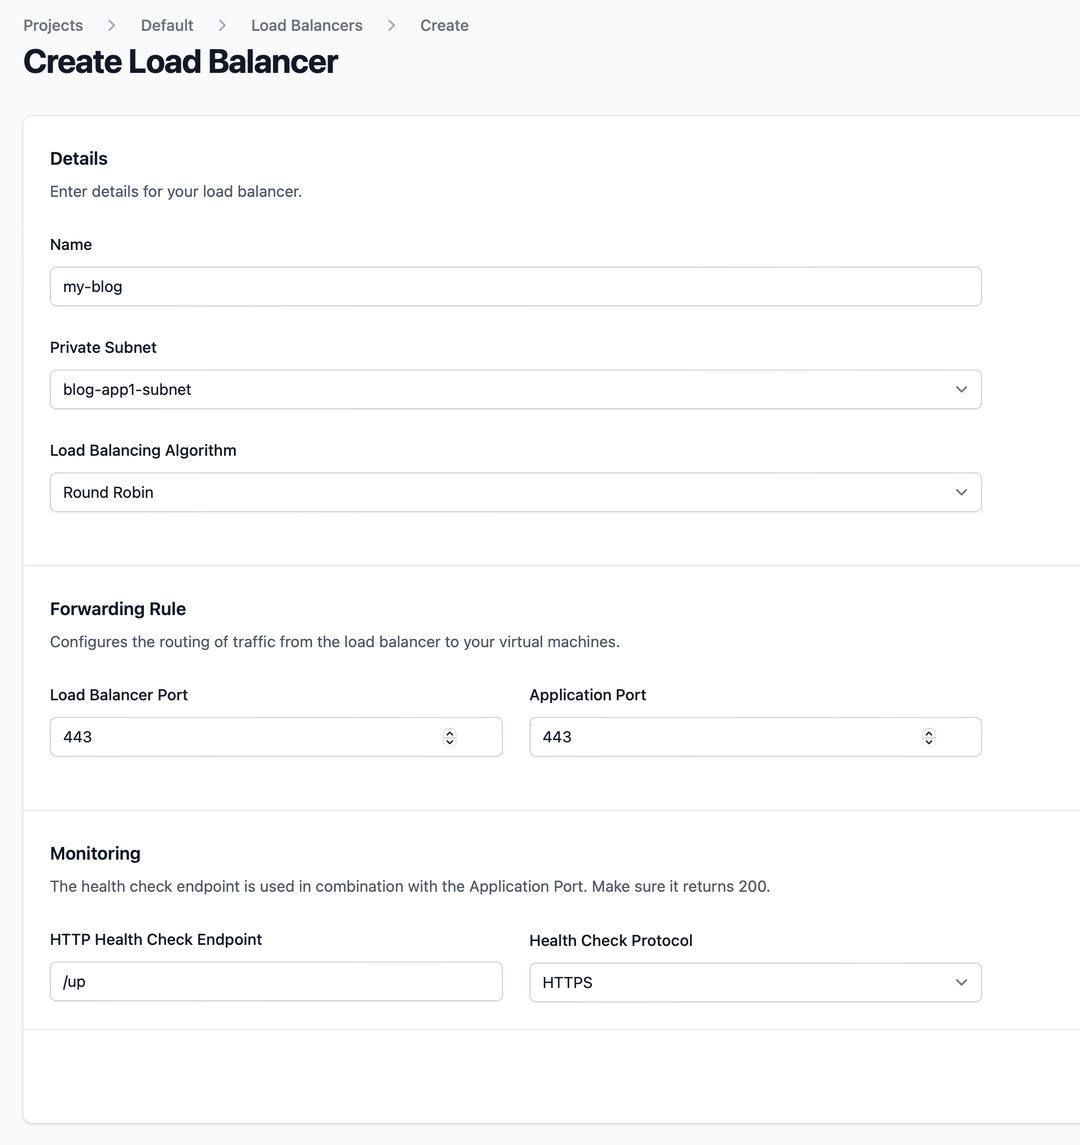 Projects > Default > Load Balancers > Create
Create Load Balancer
Details
Enter details for your load balancer.
Name
my-blog
Private Subnet
blog-app1-subnet
Load Balancing Algorithm
Round Robin
Forwarding Rule
Configures the routing of traffic from the load balancer to your virtual machines.
Load Balancer Port Application Port
443 443
Monitoring
The health check endpoint is used in combination with the Application Port. Make sure it returns 200.
HTTP Health Check Endpoint Health Check Protocol
/up HTTPS